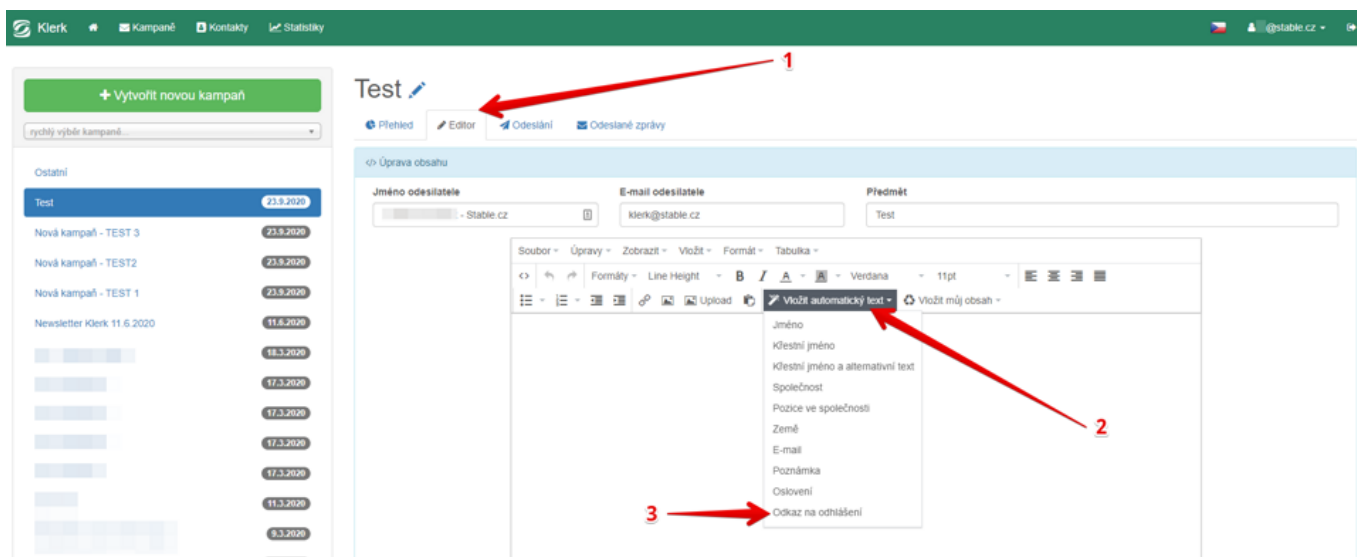 Klerk Kampaně Kontakty Statistiky @stable.cz
1
+ Vytvořit novou kampaň
rychlý výběr kampaně...
Ostatní
Test 23.9.2020
Nová kampaň - TEST 3 23.9.2020
Nová kampaň - TEST2 23.9.2020
Nová kampaň - TEST 1 23.9.2020
Newsletter Klerk 11.6.2020 11.6.2020
18.3.2020
17.3.2020
17.3.2020
17.3.2020
17.3.2020
11.3.2020
9.3.2020
Test
Přehled Editor Odeslání Odeslané zprávy
</> Úprava obsahu
Jméno odesilatele E-mail odesilatele Předmět
- Stable.cz klerk@stable.cz Test
Soubor Úpravy Zobrazit Vložit Formát Tabulka
<> Formáty Line Height B I A A Verdana 11pt
Upload Vložit automatický text Vložit můj obsah
Jméno
Křestní jméno
Křestní jméno a alternativní text
Společnost
Pozice ve společnosti
Země
E-mail
Poznámka
Oslovení
Odkaz na odhlášení
2
3